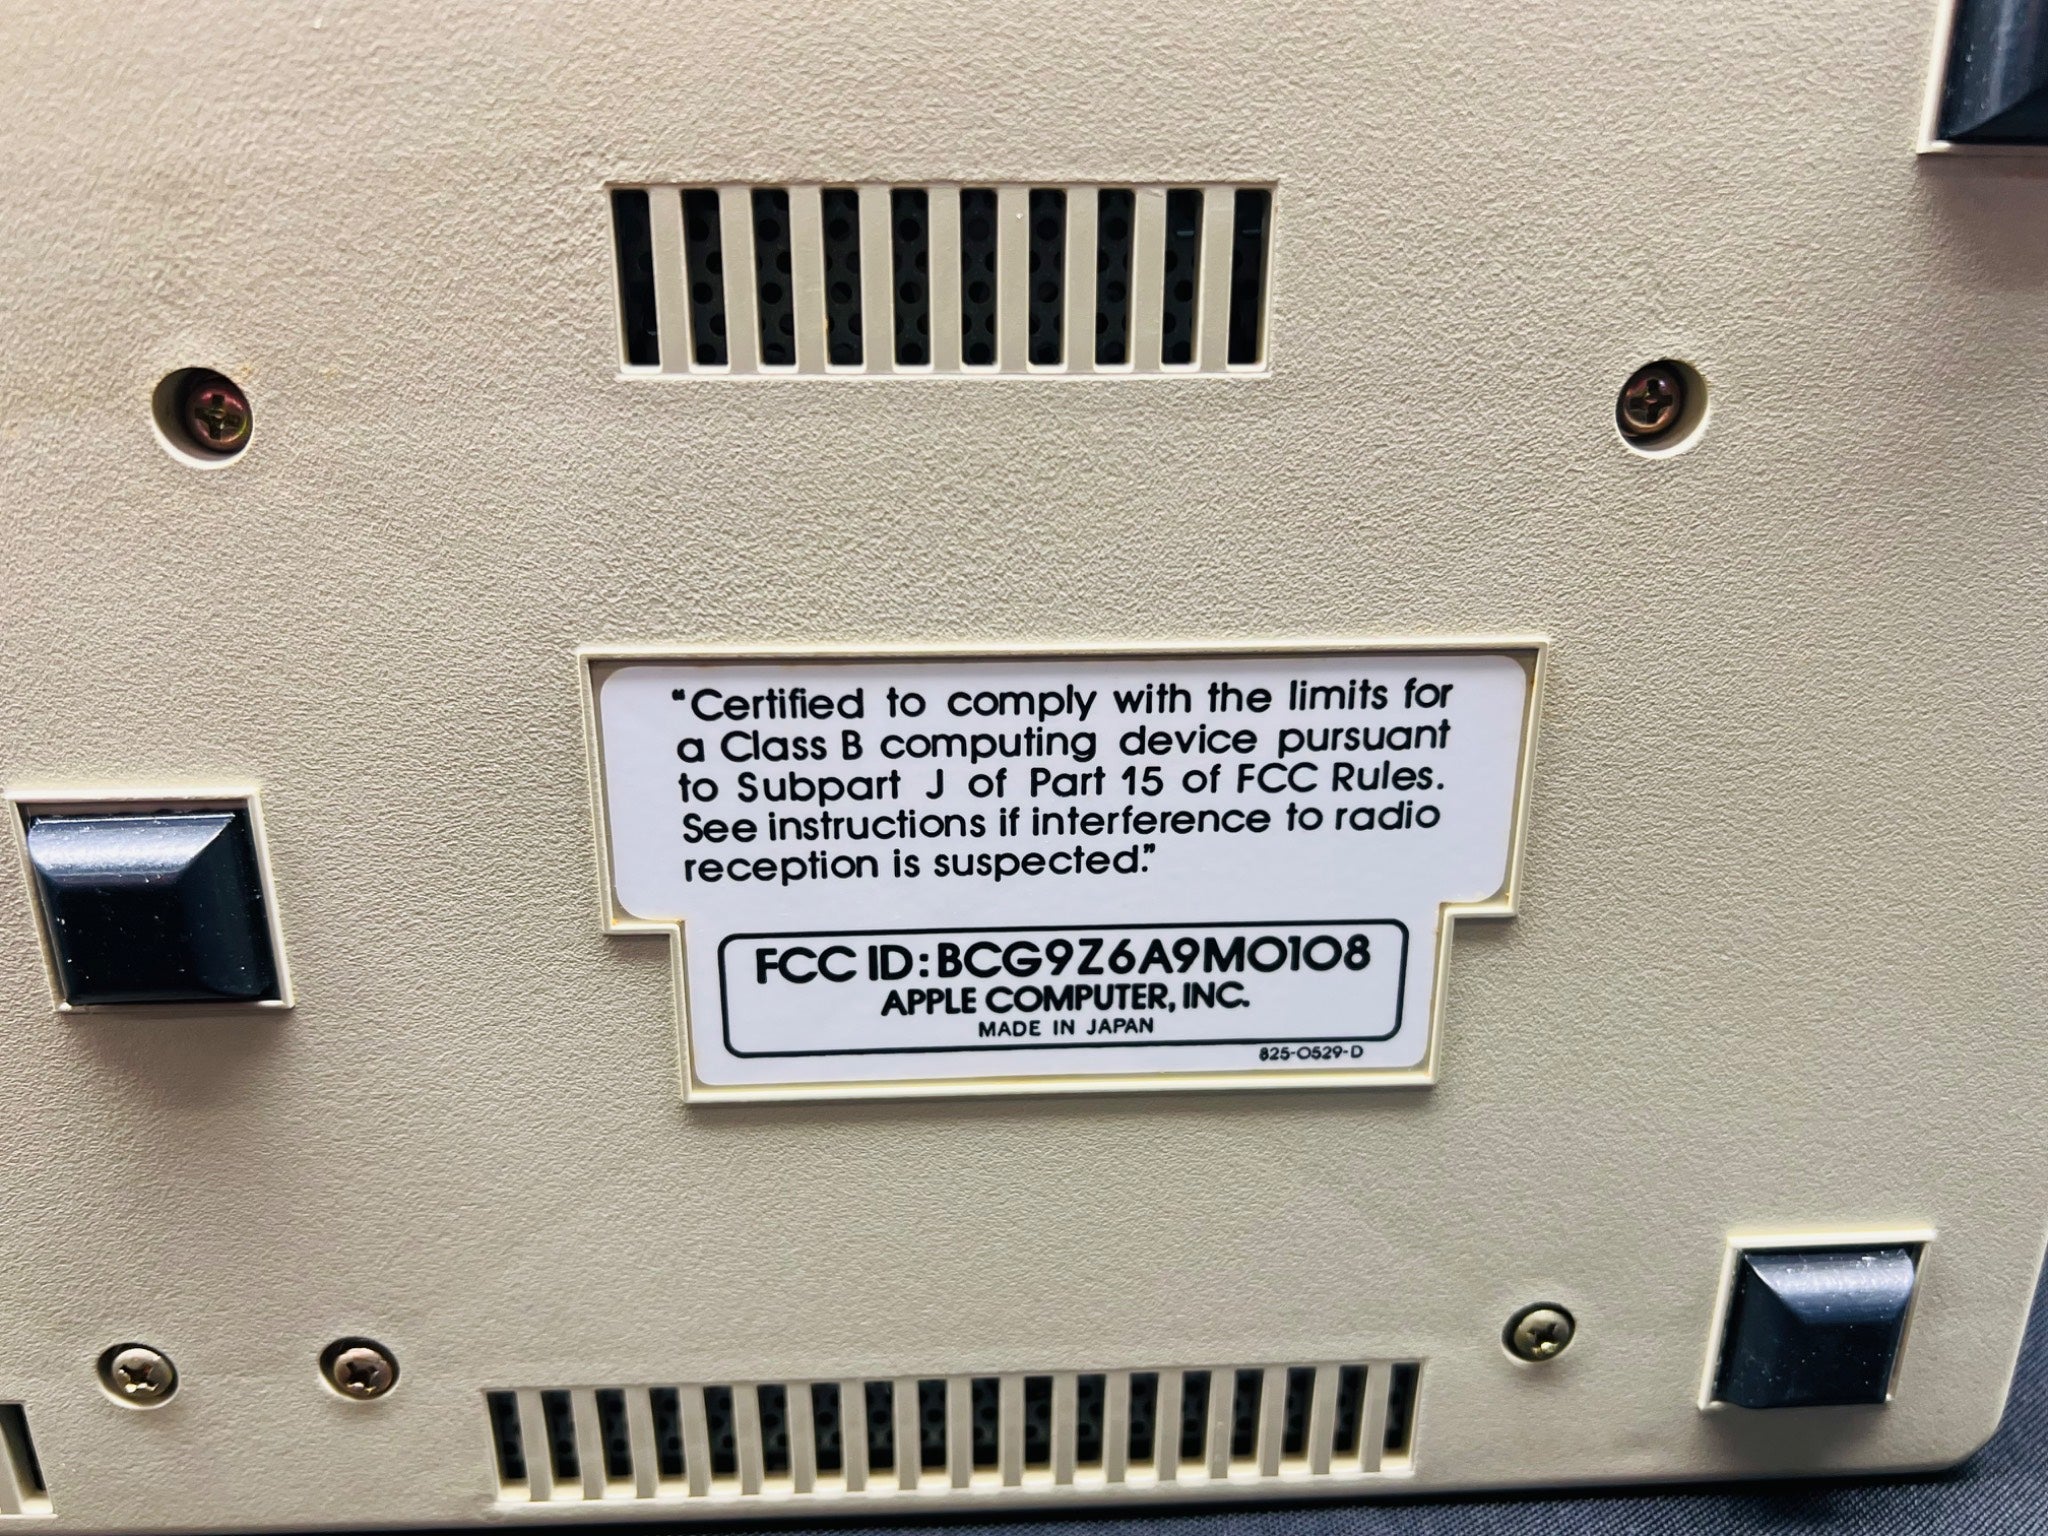 “Certified to comply with the limits for
a Class B computing device pursuant
to Subpart J of Part 15 of FCC Rules.
See instructions if interference to radio
reception is suspected.”
FCC ID: BCG9Z6A9M0108
APPLE COMPUTER, INC.
MADE IN JAPAN
825-0529-D